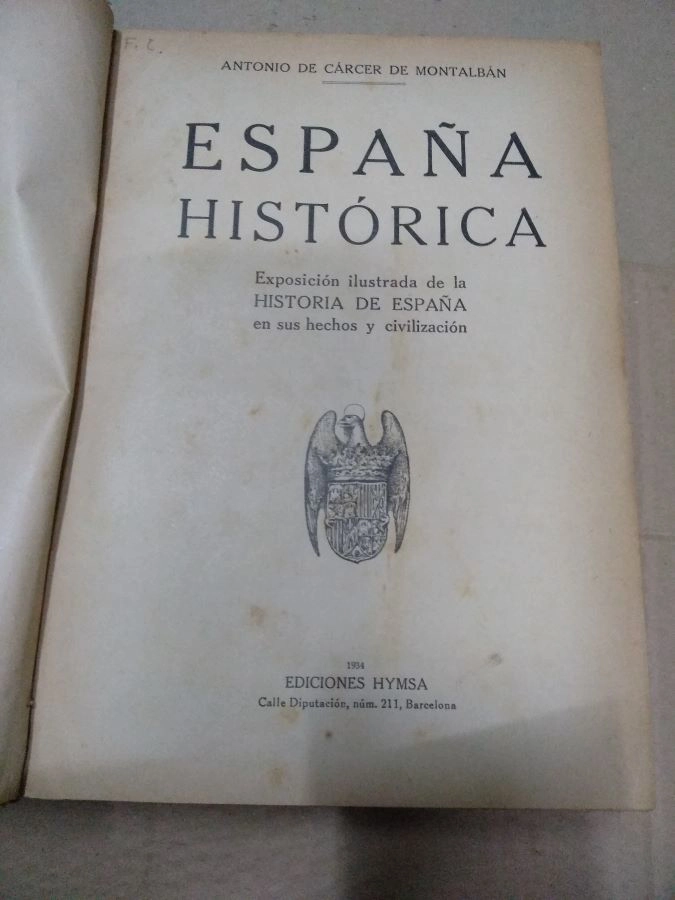 F. C.
ANTONIO DE CÁRCER DE MONTALBÁN
ESPAÑA
HISTÓRICA
Exposición ilustrada de la
HISTORIA DE ESPAÑA
en sus hechos y civilización
1934
EDICIONES HYMSA
Calle Diputación, núm. 211, Barcelona